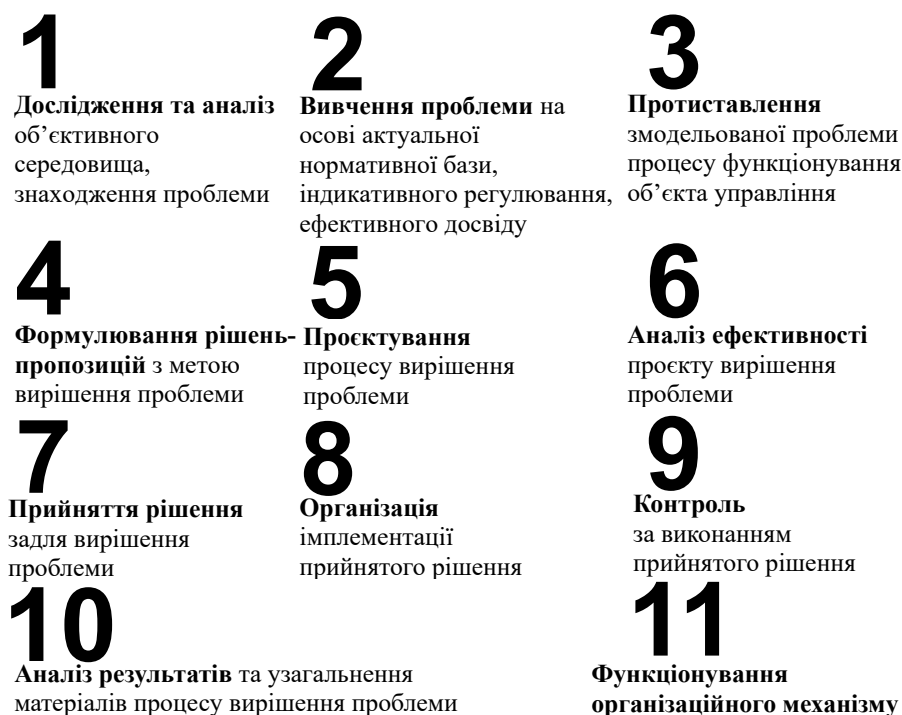 1
Дослідження та аналіз
об’єктивного
середовища,
знаходження проблеми
2
Вивчення проблеми на
осові актуальної
нормативної бази,
індикативного регулювання,
ефективного досвіду
3
Протиставлення
змодельованої проблеми
процесу функціонування
об’єкта управління
4
Формулювання рішень-
пропозицій з метою
вирішення проблеми
5
Проєктування
процесу вирішення
проблеми
6
Аналіз ефективності
проєкту вирішення
проблеми
7
Прийняття рішення
задля вирішення
проблеми
8
Організація
імплементації
прийнятого рішення
9
Контроль
за виконанням
прийнятого рішення
10
Аналіз результатів та узагальнення
матеріалів процесу вирішення проблеми
11
Функціонування
організаційного механізму